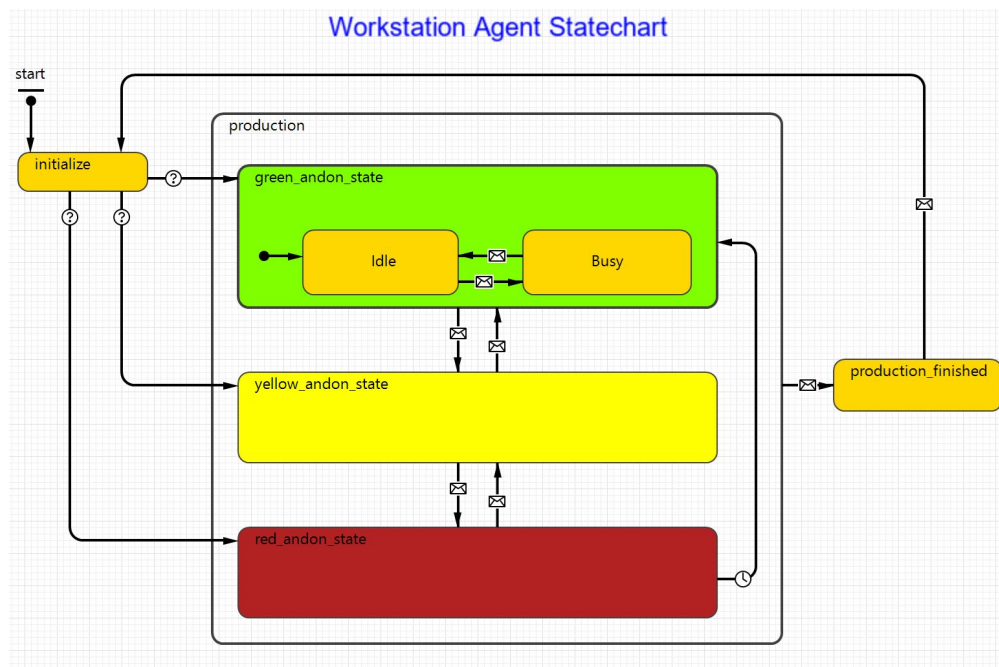 Workstation Agent Statechart
start
production
initialize
green_andon_state
Idle
Busy
yellow_andon_state
production_finished
red_andon_state